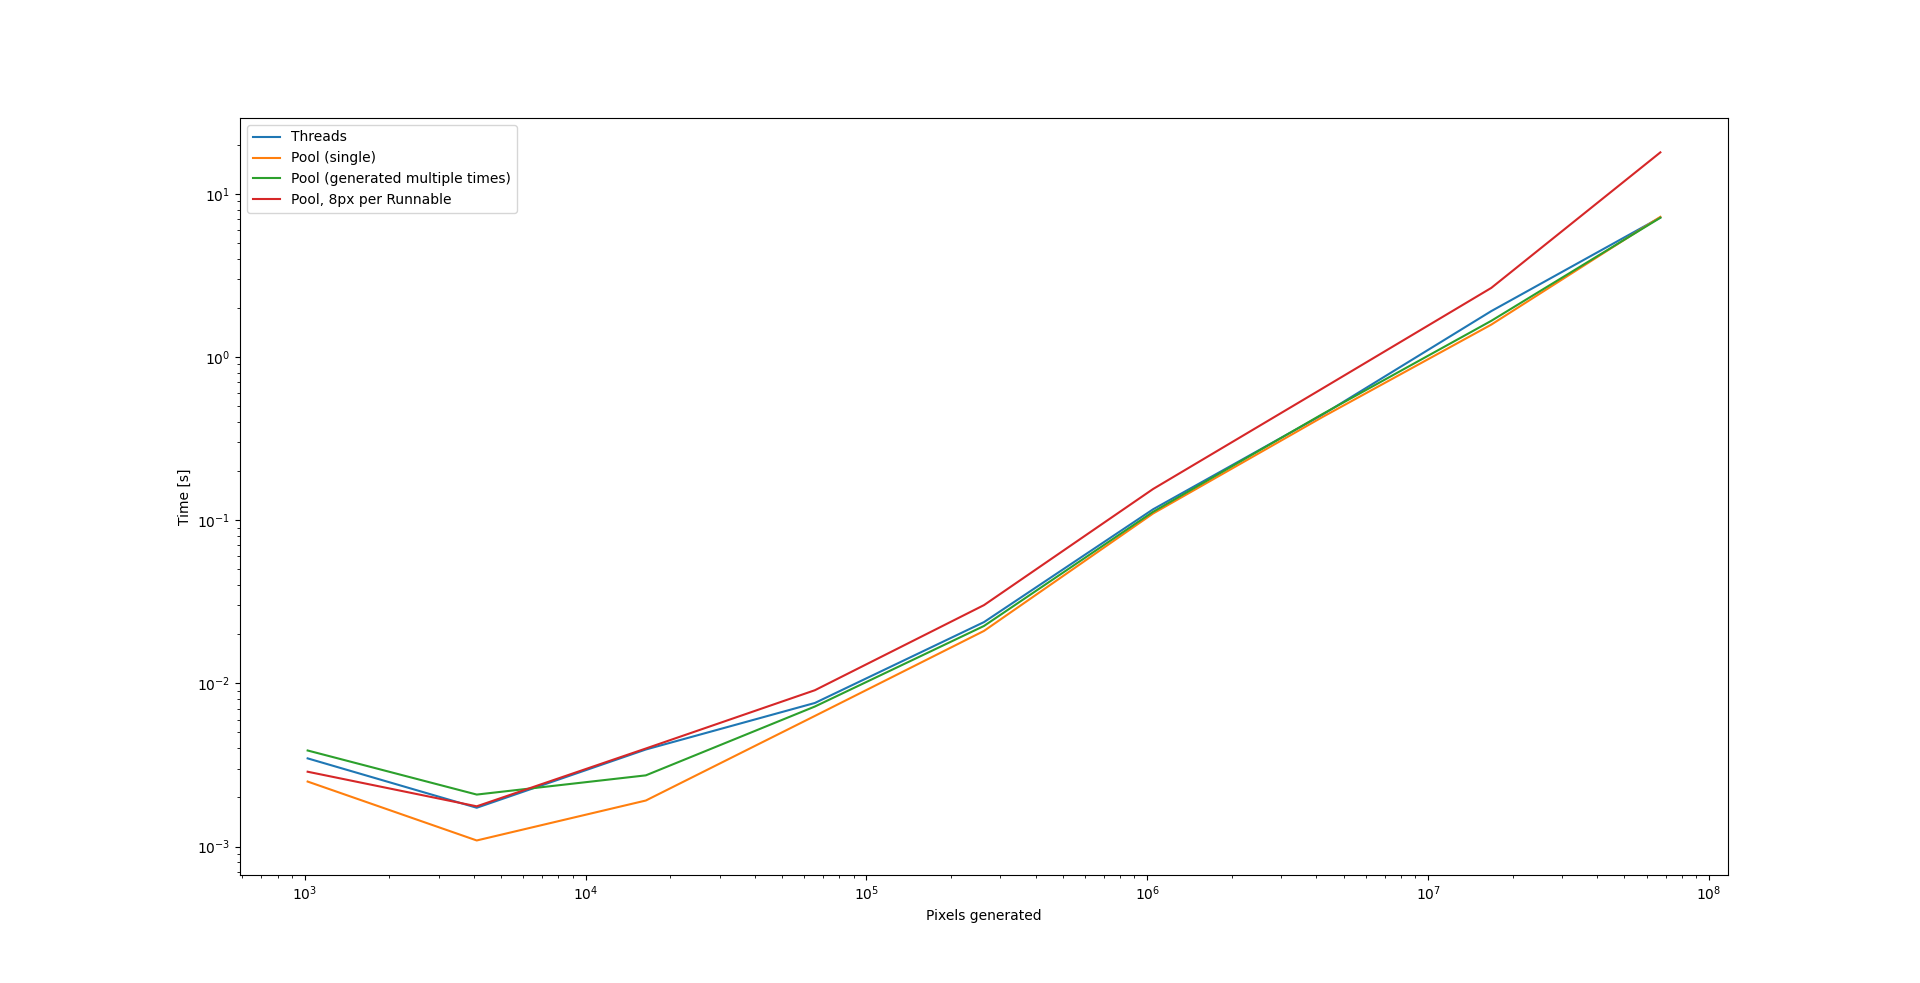 Threads
Pool (single)
Pool (generated multiple times)
Pool, 8px per Runnable
10¹
10⁰
10⁻¹
10⁻²
10⁻³
Time [s]
10³ 10⁴ 10⁵ 10⁶ 10⁷ 10⁸
Pixels generated